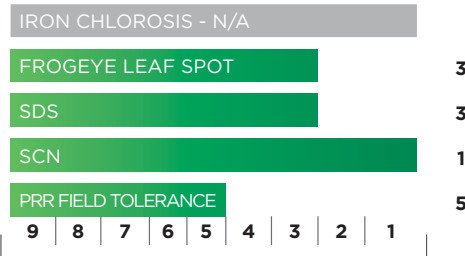 IRON CHLOROSIS - N/A
FROGEYE LEAF SPOT 3
SDS 3
SCN 1
PRR FIELD TOLERANCE 5
9 8 7 6 5 4 3 2 1